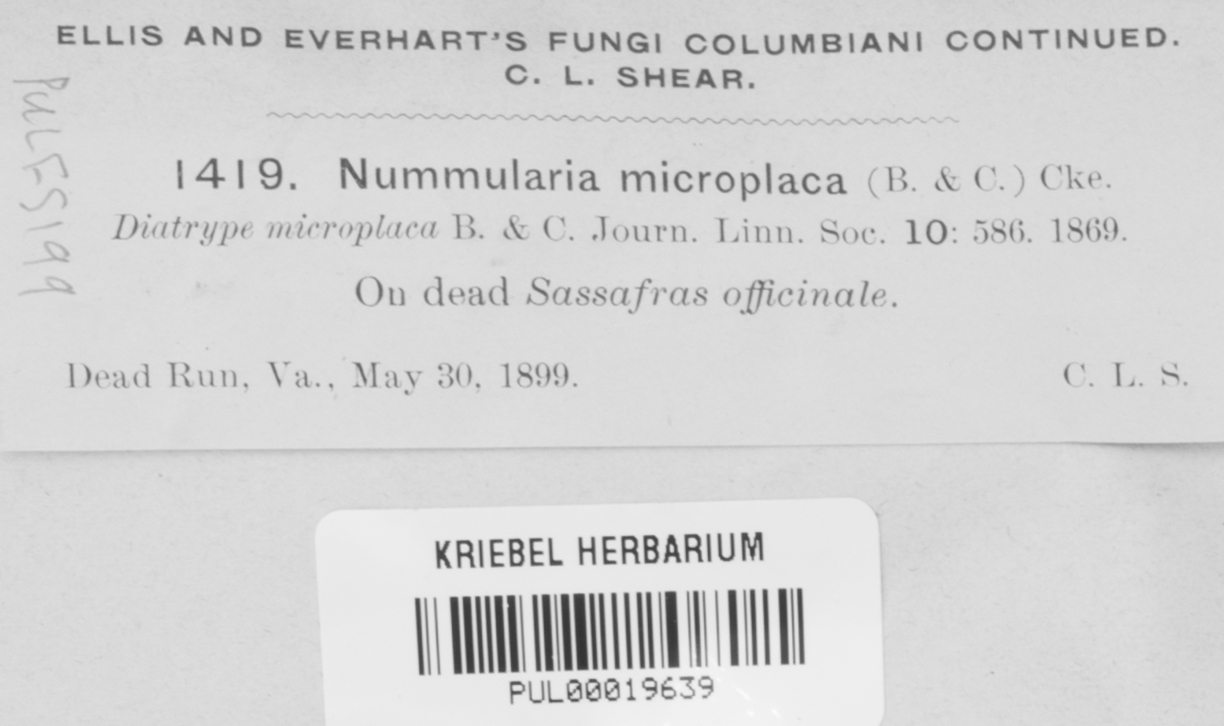 ELLIS AND EVERHART'S FUNGI COLUMBIANI CONTINUED.
C. L. SHEAR.
PULF5199
1419. Nummularia microplaca (B. & C.) Cke.
Diatrype microplaca B. & C. Journ. Linn. Soc. 10: 586. 1869.
On dead Sassafras officinale.
Dead Run, Va., May 30, 1899. C. L. S.
KRIEBEL HERBARIUM
PUL00019639